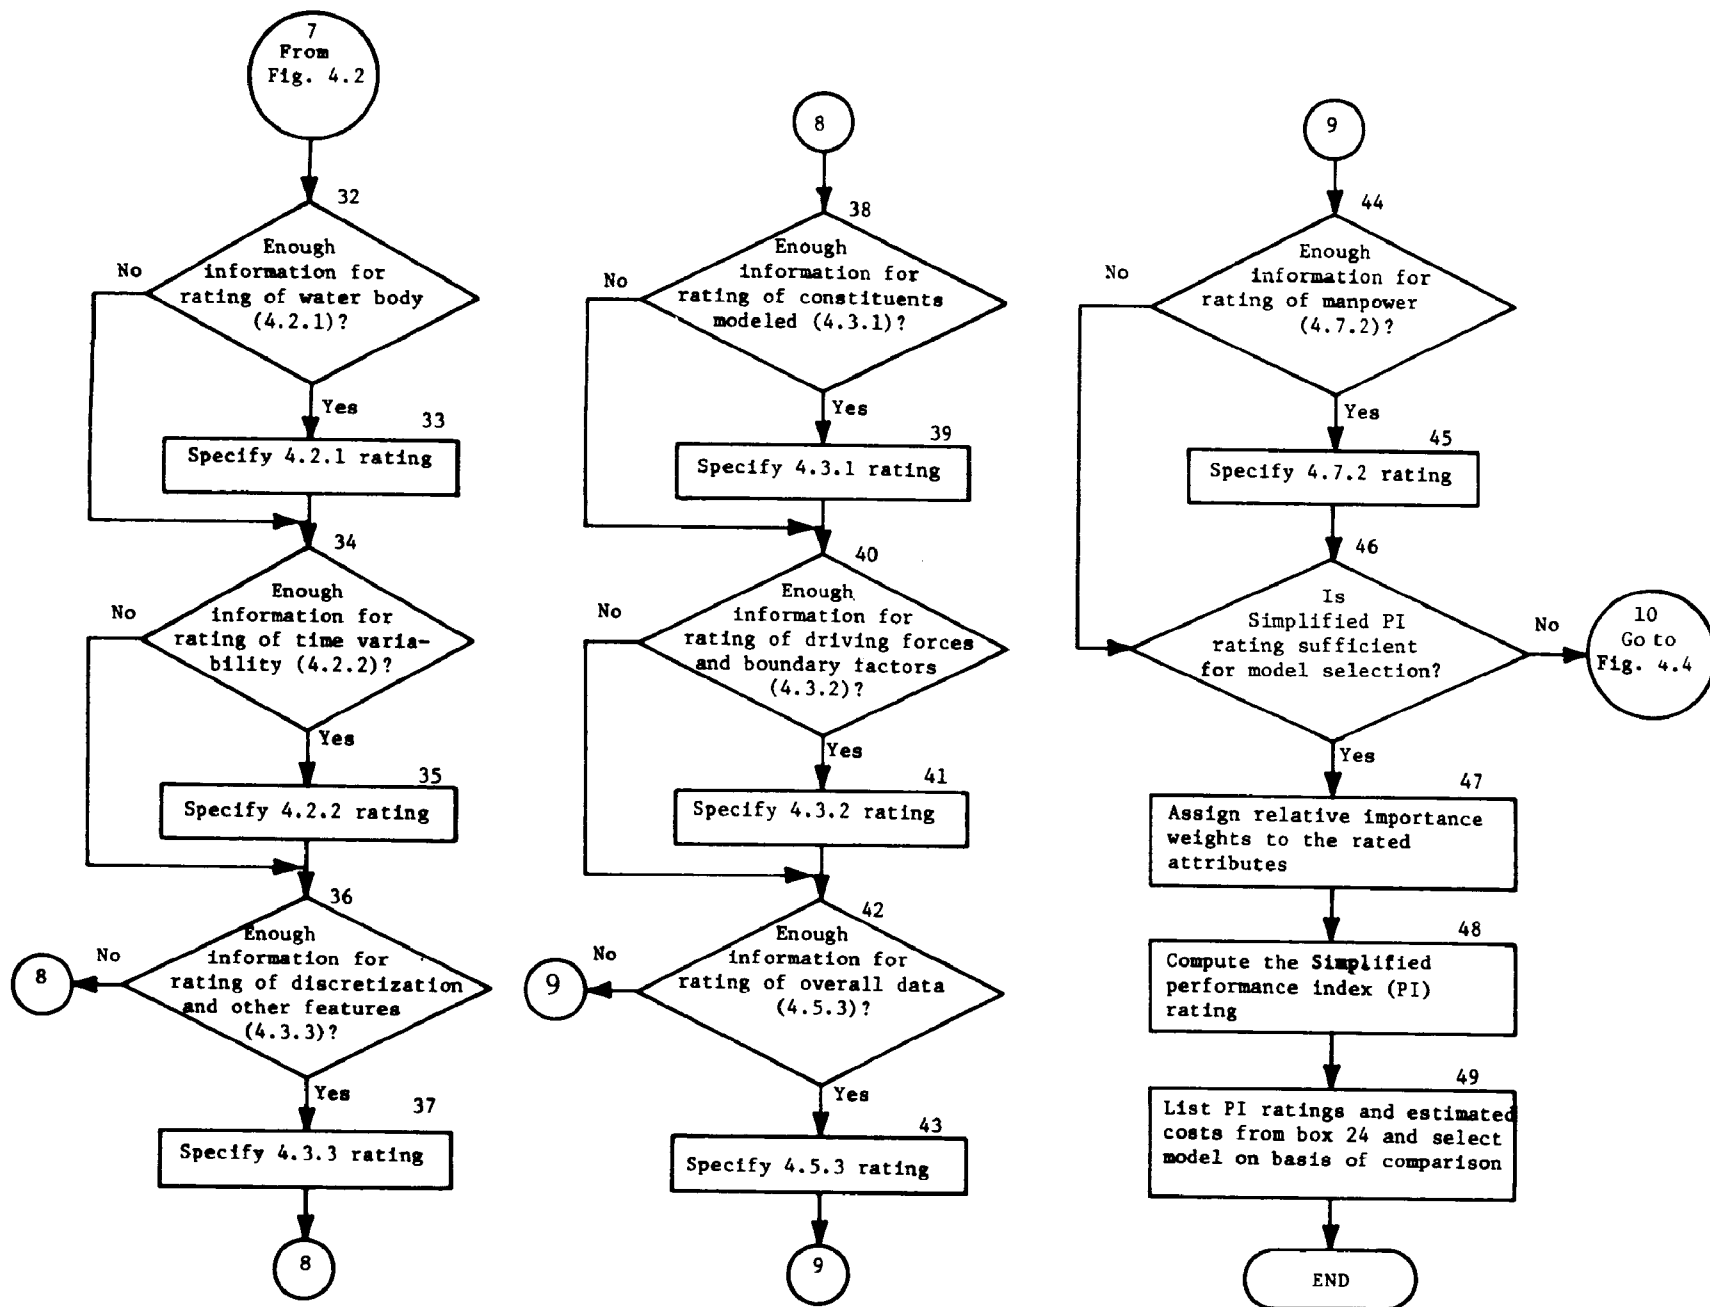 7
From
Fig. 4.2
32
Enough
information for
rating of water body
(4.2.1)?
No
Yes
33
Specify 4.2.1 rating
34
Enough
information for
rating of time varia-
bility (4.2.2)?
No
Yes
35
Specify 4.2.2 rating
36
Enough
information for
rating of discretization
and other features
(4.3.3)?
No
8
Yes
37
Specify 4.3.3 rating
8
8
38
Enough
information for
rating of constituents
modeled (4.3.1)?
No
Yes
39
Specify 4.3.1 rating
40
Enough
information for
rating of driving forces
and boundary factors
(4.3.2)?
No
Yes
41
Specify 4.3.2 rating
42
Enough
information for
rating of overall data
(4.5.3)?
No
9
Yes
43
Specify 4.5.3 rating
9
9
44
Enough
information for
rating of manpower
(4.7.2)?
No
Yes
45
Specify 4.7.2 rating
46
Is
Simplified PI
rating sufficient
for model selection?
No
10
Go to
Fig. 4.4
Yes
47
Assign relative importance
weights to the rated
attributes
48
Compute the Simplified
performance index (PI)
rating
49
List PI ratings and estimated
costs from box 24 and select
model on basis of comparison
END